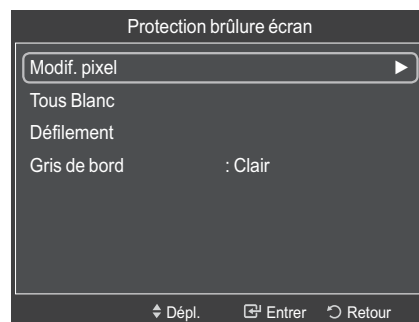 Protection brûlure écran
Modif. pixel
Tous Blanc
Défilement
Gris de bord : Clair
Dépl. Entrer Retour